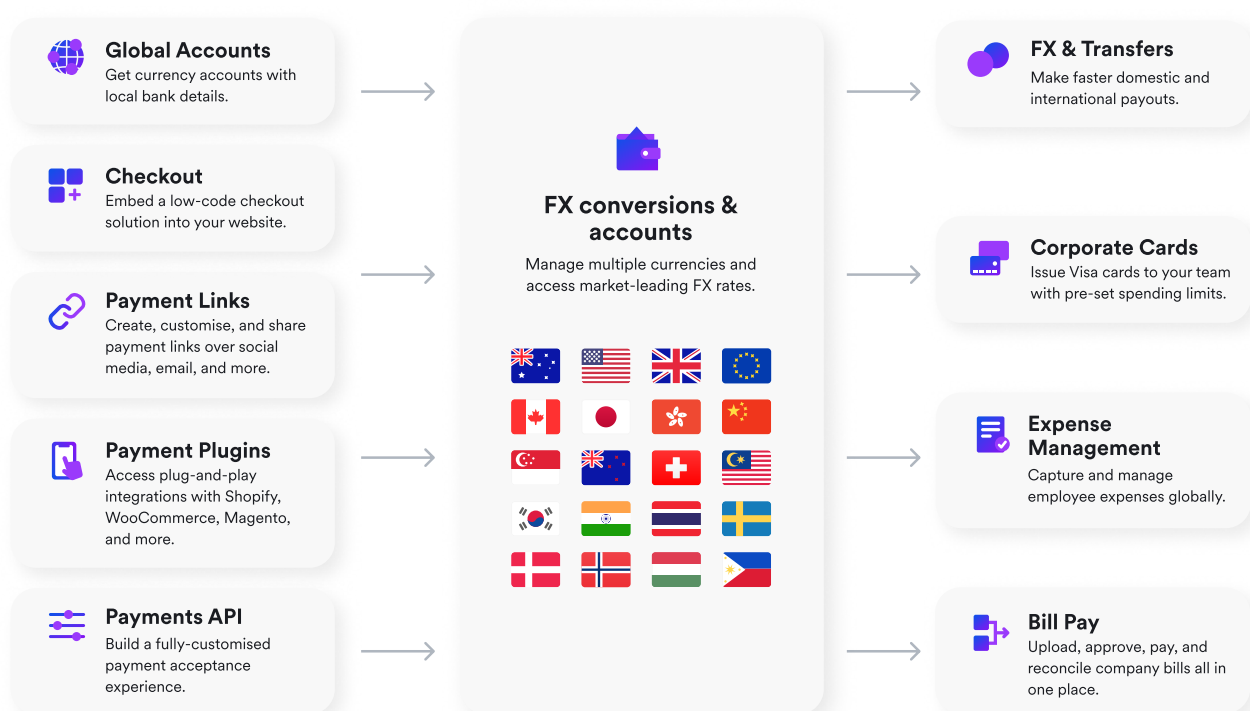 Global Accounts
Get currency accounts with
local bank details.
Checkout
Embed a low-code checkout
solution into your website.
Payment Links
Create, customise, and share
payment links over social
media, email, and more.
Payment Plugins
Access plug-and-play
integrations with Shopify,
WooCommerce, Magento,
and more.
Payments API
Build a fully-customised
payment acceptance
experience.
FX conversions &
accounts
Manage multiple currencies and
access market-leading FX rates.
FX & Transfers
Make faster domestic and
international payouts.
Corporate Cards
Issue Visa cards to your team
with pre-set spending limits.
Expense
Management
Capture and manage
employee expenses globally.
Bill Pay
Upload, approve, pay, and
reconcile company bills all in
one place.